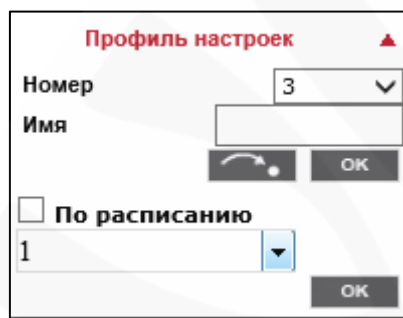 Профиль настроек
Номер 3
Имя
OK
По расписанию
1
OK